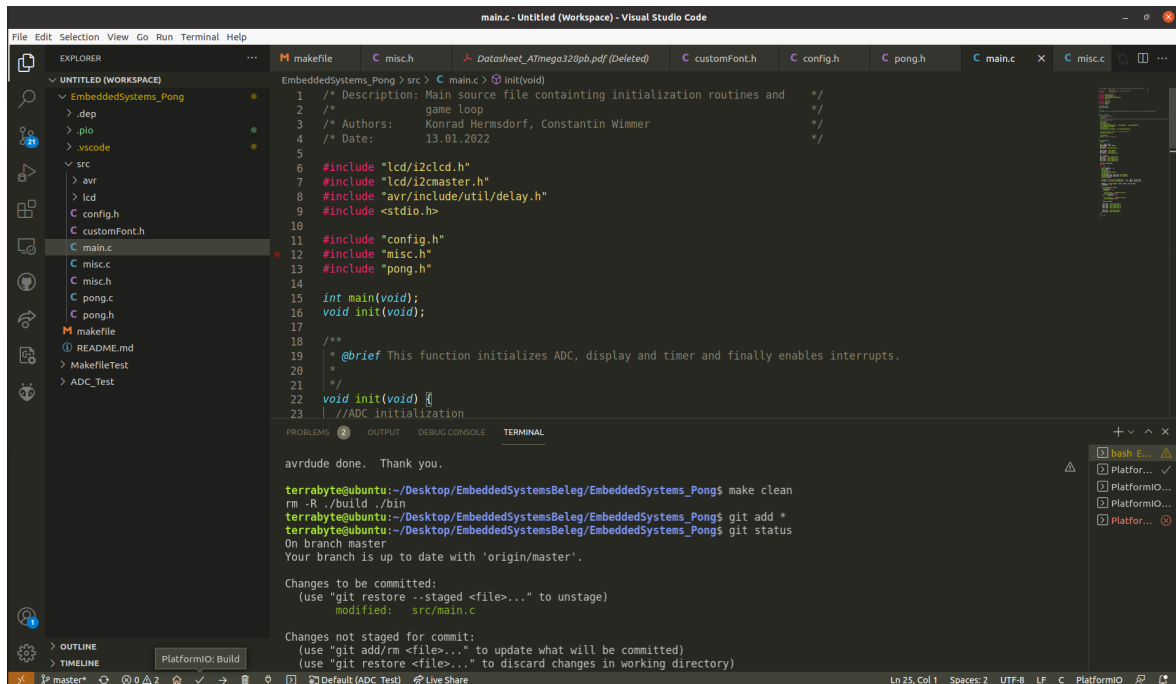 main.c - Untitled (Workspace) - Visual Studio Code
File Edit Selection View Go Run Terminal Help
EXPLORER
UNTITLED (WORKSPACE)
EmbeddedSystems_Pong
.dep
.pio
.vscode
src
avr
lcd
config.h
customFont.h
main.c
misc.c
misc.h
pong.c
pong.h
makefile
README.md
MakefileTest
ADC_Test
OUTLINE
TIMELINE
21
1
PlatformIO: Build
makefile
misc.h
Datasheet_ATmega328pb.pdf (Deleted)
customFont.h
config.h
pong.h
main.c
misc.c
EmbeddedSystems_Pong > src > C main.c > init(void)
1 /* Description: Main source file containting initialization routines and */
2 /* game loop */
3 /* Authors: Konrad Hermsdorf, Constantin Wimmer */
4 /* Date: 13.01.2022 */
5
6 #include "lcd/i2clcd.h"
7 #include "lcd/i2cmaster.h"
8 #include "avr/include/util/delay.h"
9 #include <stdio.h>
10
11 #include "config.h"
12 #include "misc.h"
13 #include "pong.h"
14
15 int main(void);
16 void init(void);
17
18 /**
19 * @brief This function initializes ADC, display and timer and finally enables interrupts.
20 *
21 */
22 void init(void) {
23 //ADC initialization
PROBLEMS 2 OUTPUT DEBUG CONSOLE TERMINAL
avrdude done. Thank you.
terrabyte@ubuntu:~/Desktop/EmbeddedSystemsBeleg/EmbeddedSystems_Pong$ make clean
rm -R ./build ./bin
terrabyte@ubuntu:~/Desktop/EmbeddedSystemsBeleg/EmbeddedSystems_Pong$ git add *
terrabyte@ubuntu:~/Desktop/EmbeddedSystemsBeleg/EmbeddedSystems_Pong$ git status
On branch master
Your branch is up to date with 'origin/master'.
Changes to be committed:
(use "git restore --staged <file>..." to unstage)
modified: src/main.c
Changes not staged for commit:
(use "git add/rm <file>..." to update what will be committed)
(use "git restore <file>..." to discard changes in working directory)
bash E...
Platfor...
PlatformIO...
PlatformIO...
Platfor...
master* 0 2 Default (ADC_Test) Live Share Ln 25, Col 1 Spaces: 2 UTF-8 LF C PlatformIO